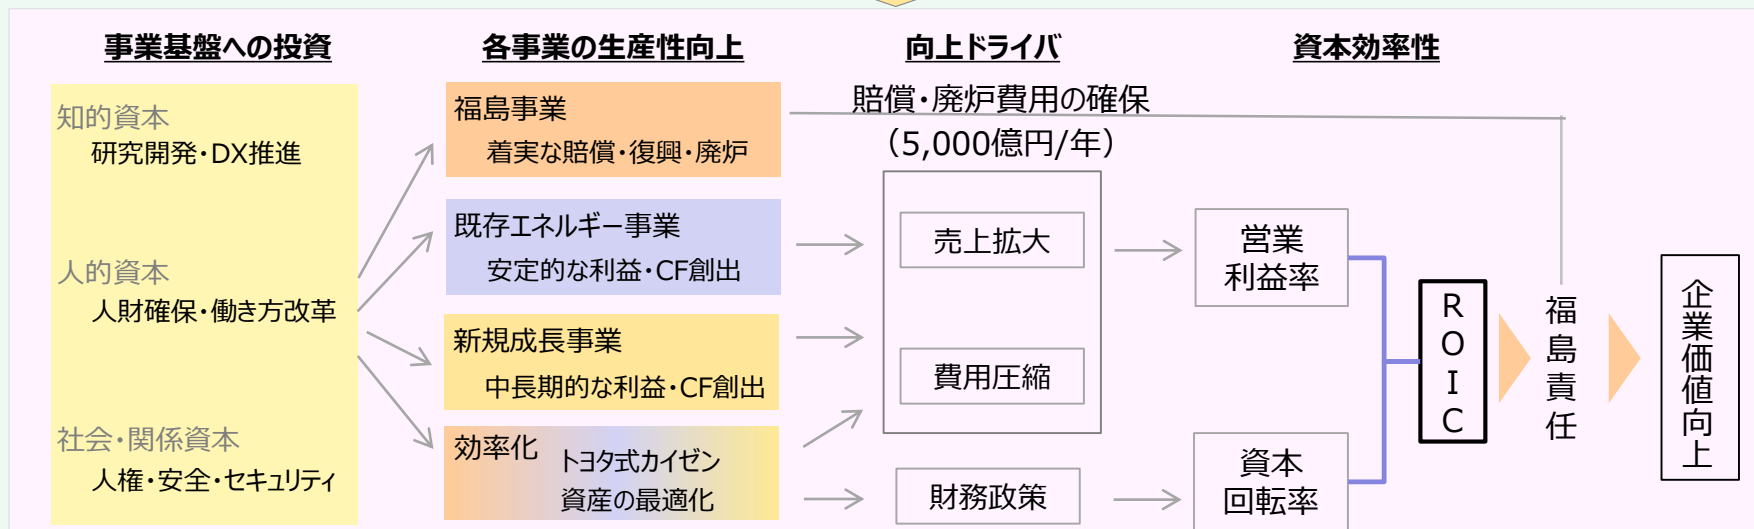 事業基盤への投資
各事業の生産性向上
向上ドライバ
資本効率性
知的資本
研究開発・DX推進
人的資本
人財確保・働き方改革
社会・関係資本
人権・安全・セキュリティ
福島事業
着実な賠償・復興・廃炉
既存エネルギー事業
安定的な利益・CF創出
新規成長事業
中長期的な利益・CF創出
効率化
トヨタ式カイゼン
資産の最適化
賠償・廃炉費用の確保
（5,000億円/年）
売上拡大
費用圧縮
財務政策
営業
利益率
資本
回転率
ROIC
福島責任
企業価値向上